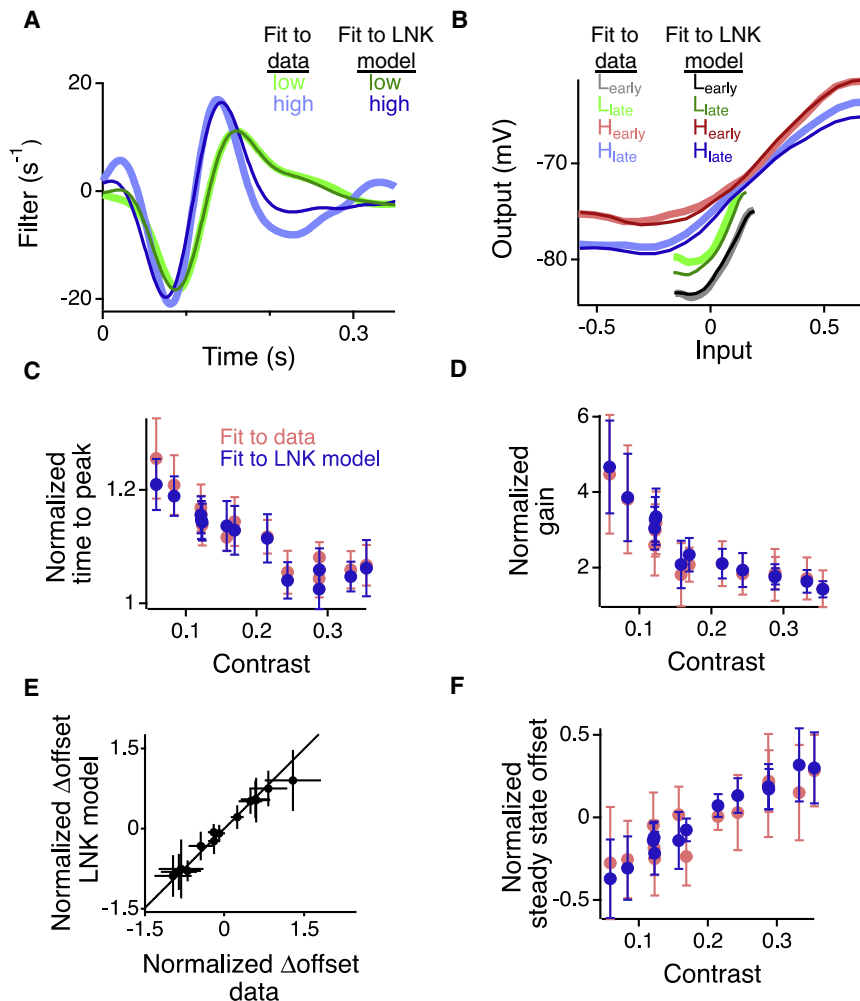 A
Fit to data
Fit to LNK model
low
high
low
high
20
0
-20
Filter (s-1)
0
0.3
Time (s)
B
Fit to data
Fit to LNK model
Learly
Llate
Hearly
Hlate
Learly
Llate
Hearly
Hlate
-70
-80
Output (mV)
-0.5
0
0.5
Input
C
Fit to data
Fit to LNK model
1.2
1
Normalized time to peak
0.1
0.2
0.3
Contrast
D
6
4
2
Normalized gain
0.1
0.2
0.3
Contrast
E
1.5
0
-1.5
Normalized Δoffset LNK model
-1.5
0
1.5
Normalized Δoffset data
F
0.5
0
-0.5
Normalized steady state offset
0.1
0.2
0.3
Contrast